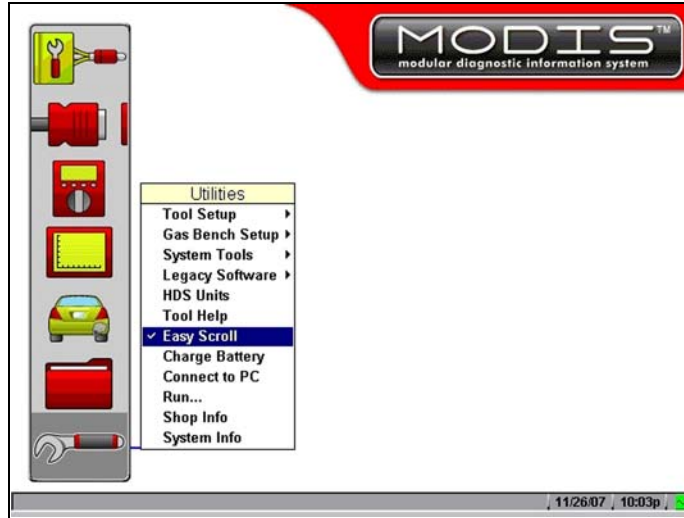 MODIS™
modular diagnostic information system
Utilities
Tool Setup
Gas Bench Setup
System Tools
Legacy Software
HDS Units
Tool Help
Easy Scroll
Charge Battery
Connect to PC
Run...
Shop Info
System Info
11/26/07 10:03p